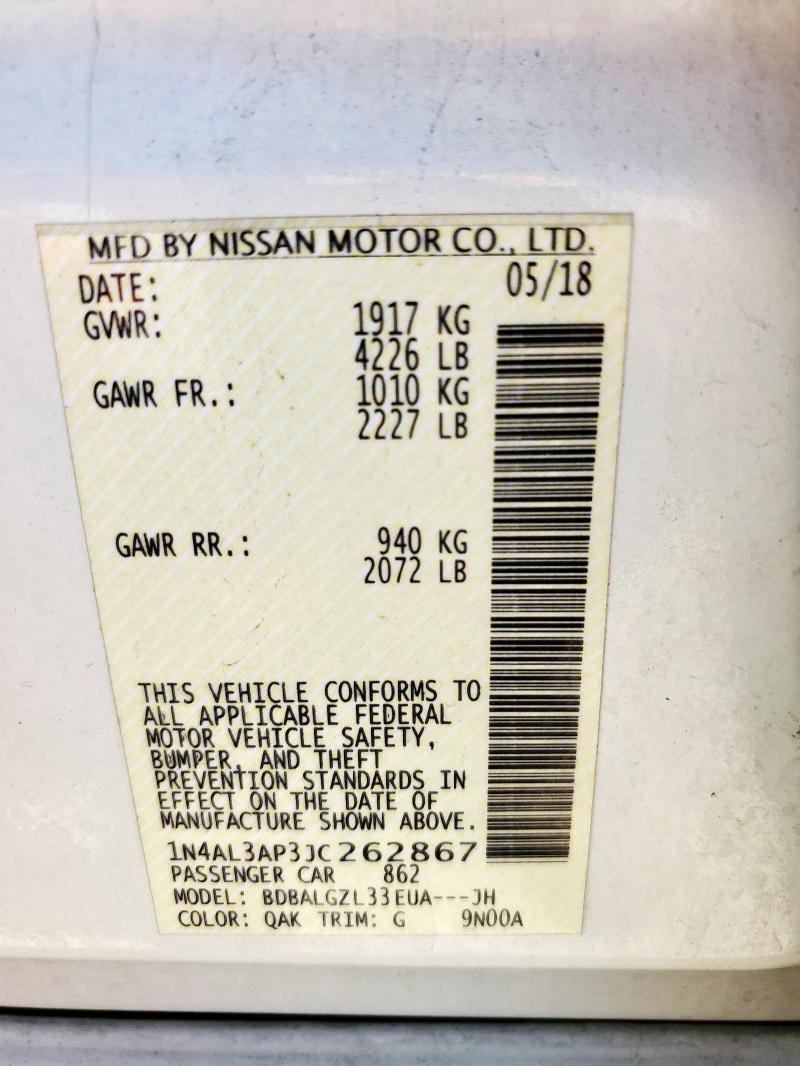 MFD BY NISSAN MOTOR CO., LTD.
DATE: 05/18
GVWR: 1917 KG
4226 LB
GAWR FR.: 1010 KG
2227 LB
GAWR RR.: 940 KG
2072 LB
THIS VEHICLE CONFORMS TO
ALL APPLICABLE FEDERAL
MOTOR VEHICLE SAFETY,
BUMPER, AND THEFT
PREVENTION STANDARDS IN
EFFECT ON THE DATE OF
MANUFACTURE SHOWN ABOVE.
1N4AL3AP3JC262867
PASSENGER CAR 862
MODEL: BDBALGZL33EUA---JH
COLOR: QAK TRIM: G 9N00A